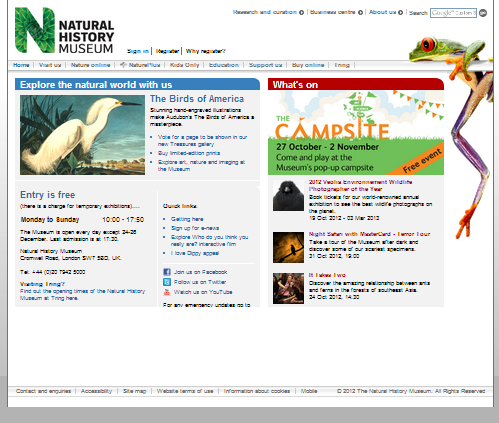 NATURAL
HISTORY
MUSEUM
Research and curation | Business centre | About us | Search
Sign in | Register | Why register?
Home | Visit us | Nature online | NaturePlus | Kids Only | Education | Support us | Buy online | Tring
Explore the natural world with us
The Birds of America
Stunning hand-engraved illustrations
make Audubon's The Birds of America a
masterpiece.
Vote for a page to be shown in our
new Treasures gallery
Buy limited-edition prints
Explore art, nature and imaging at
the Museum
What's on
THE
CAMPSITE
27 October - 2 November
Come and play at the
Museum's pop-up campsite
Free event
2012 Veolia Environnement Wildlife
Photographer of the Year
Book tickets for our world-renowned annual
exhibition to see the best wildlife photographs on
the planet.
19 Oct 2012 - 03 Mar 2013
Night Safari with MasterCard - Terror Tour
Take a tour of the Museum after dark and
discover some of our scariest specimens.
31 Oct 2012, 19.00
It Takes Two
Discover the amazing relationship between ants
and ferns in the forests of southeast Asia.
24 Oct 2012, 14.30
Entry is free
(there is a charge for temporary exhibitions)....
Monday to Sunday 10:00 - 17:50
The Museum is open every day except 24-26
December. Last admission is at 17:30.
Natural History Museum
Cromwell Road, London SW7 5BD, UK.
Tel: +44 (0)20 7942 5000
Visiting Tring?
Find out the opening times of the Natural History
Museum at Tring here.
Quick links:
Getting here
Sign up for e-news
Explore Who do you think you
really are? interactive film
I love Dippy appeal
Join us on Facebook
Follow us on Twitter
Watch us on YouTube
For any emergency updates go to
Contact and enquiries | Accessibility | Site map | Website terms of use | Information about cookies | Mobile
© 2012 The Natural History Museum. All Rights Reserved